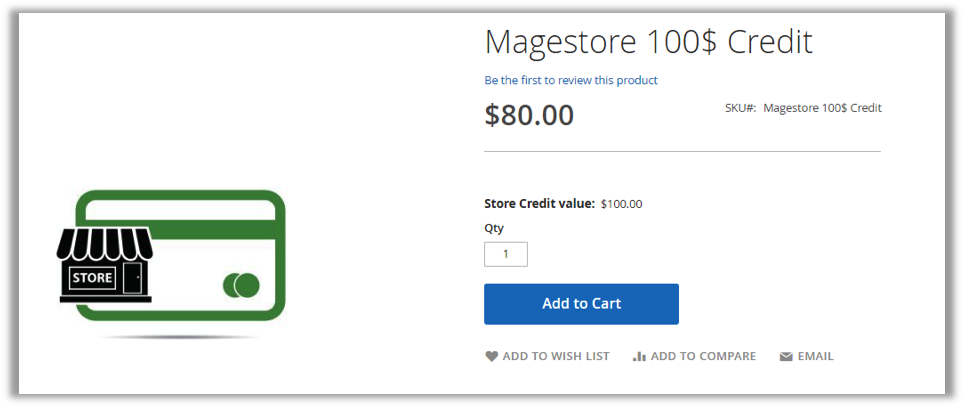 Magestore 100$ Credit
Be the first to review this product
$80.00
SKU#: Magestore 100$ Credit
Store Credit value: $100.00
Qty
1
STORE
Add to Cart
ADD TO WISH LIST ADD TO COMPARE EMAIL